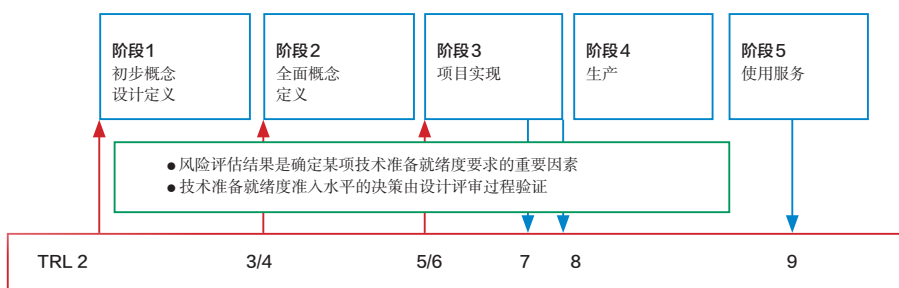 阶段1
初步概念
设计定义
阶段2
全面概念
定义
阶段3
项目实现
阶段4
生产
阶段5
使用服务
●风险评估结果是确定某项技术准备就绪度要求的重要因素
●技术准备就绪度准入水平的决策由设计评审过程验证
TRL 2 3/4 5/6 7 8 9